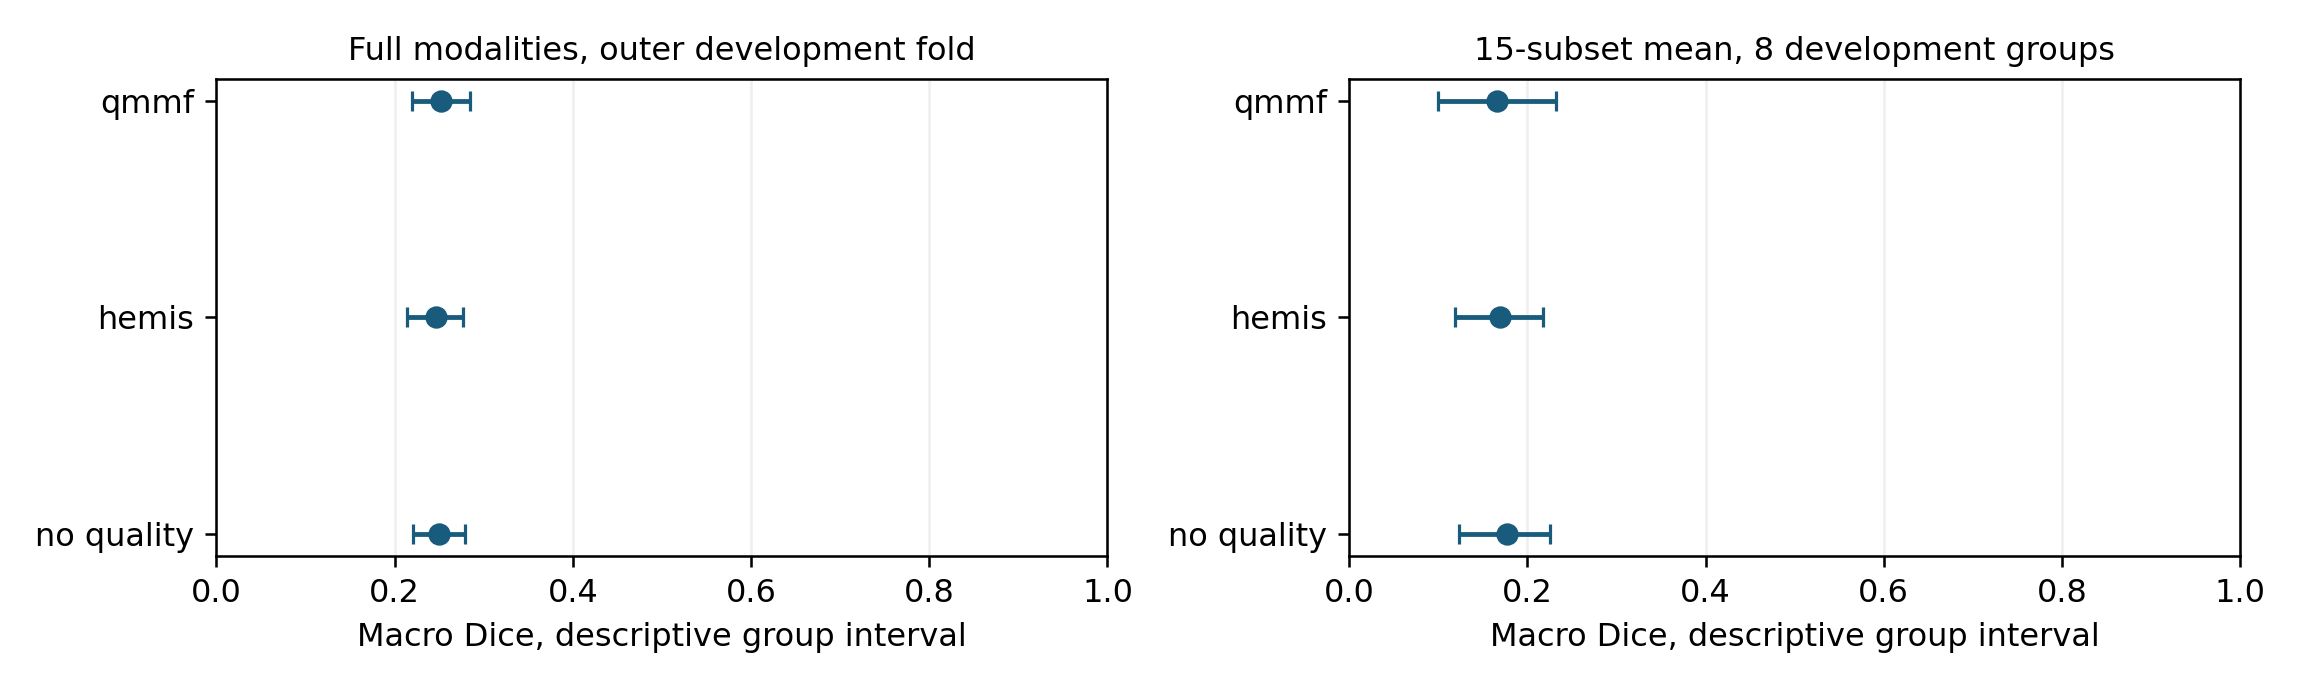 Full modalities, outer development fold
qmmf
hemis
no quality
0.0 0.2 0.4 0.6 0.8 1.0
Macro Dice, descriptive group interval
15-subset mean, 8 development groups
qmmf
hemis
no quality
0.0 0.2 0.4 0.6 0.8 1.0
Macro Dice, descriptive group interval